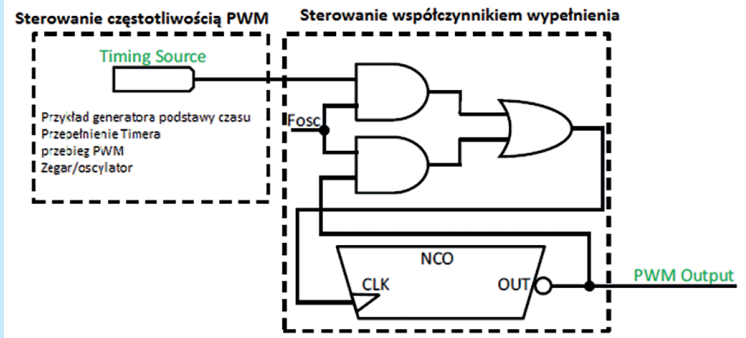 Sterowanie częstotliwością PWM
Sterowanie współczynnikiem wypełnienia
Timing Source
Przykład generatora podstawy czasu
Przepełnienie Timera
przebieg PWM
Zegar/oscylator
Fosc
NCO
CLK
OUT
PWM Output